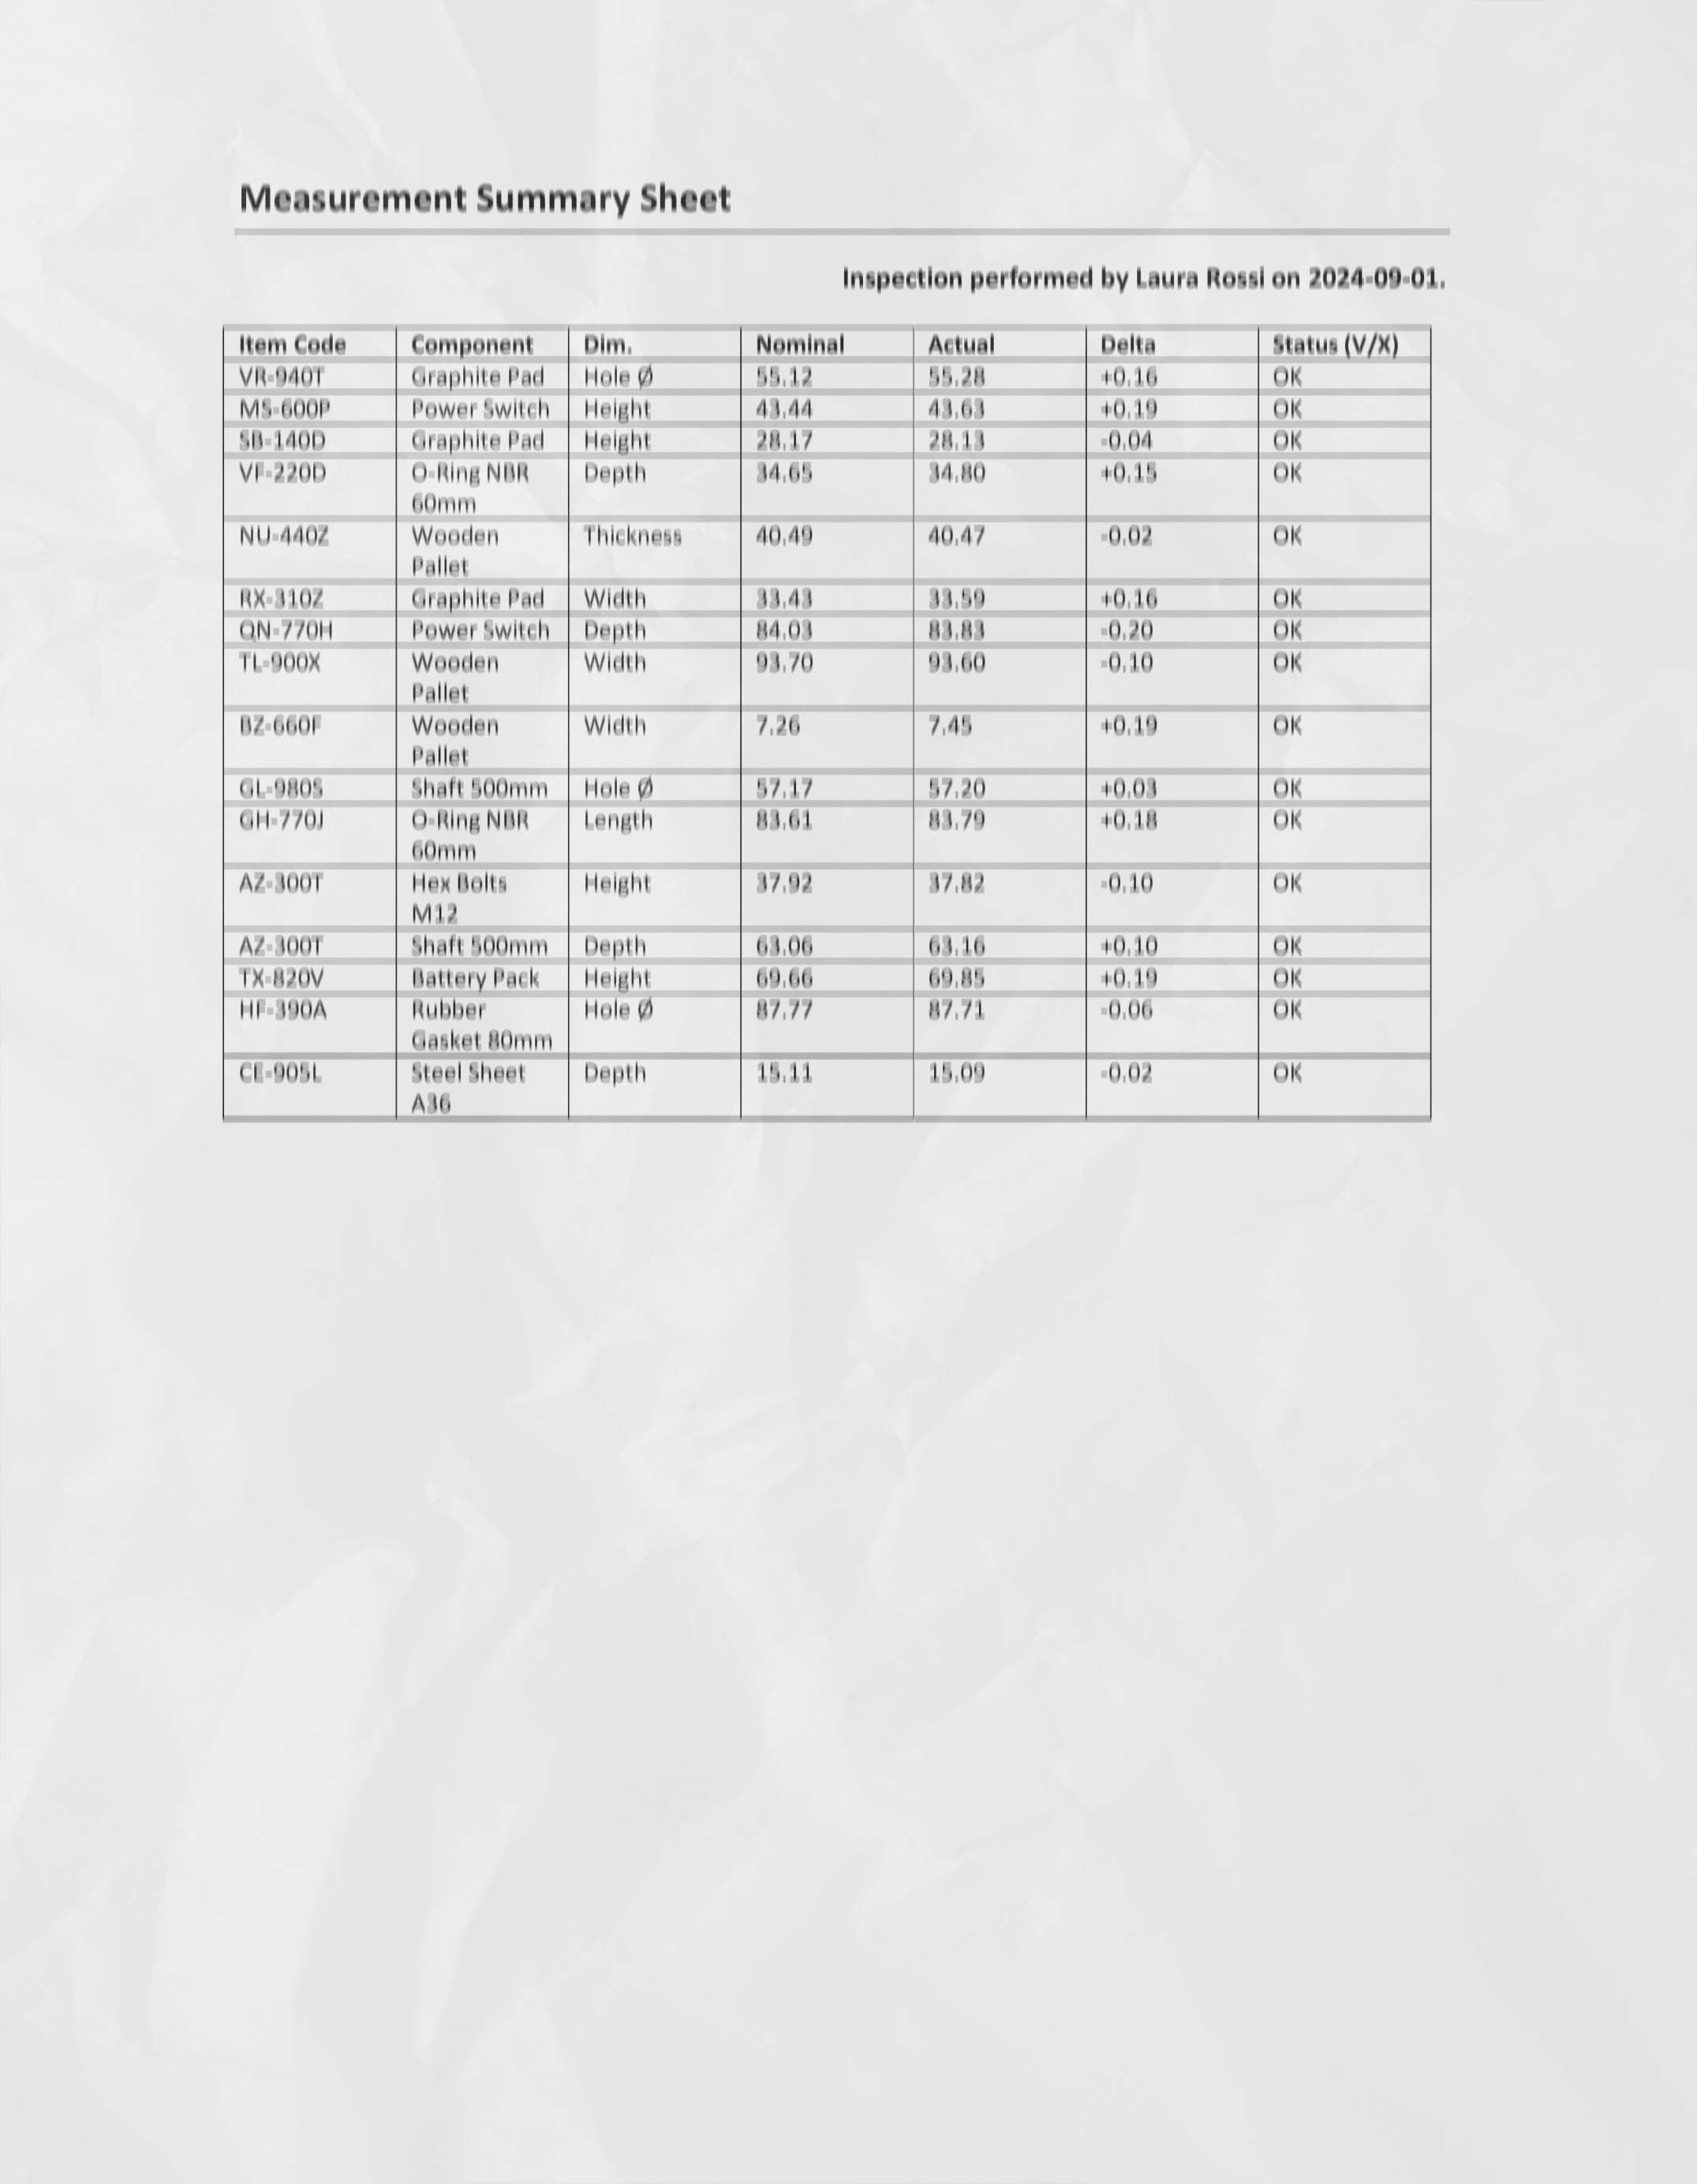 Measurement Summary Sheet
Inspection performed by Laura Rossi on 2024-09-01.
Item Code Component Dim. Nominal Actual Delta Status (V/X)
VR-940T Graphite Pad Hole Ø 55.12 55.28 +0.16 OK
MS-600P Power Switch Height 43.44 43.63 +0.19 OK
SB-140D Graphite Pad Height 28.17 28.13 -0.04 OK
VF-220D O-Ring NBR 60mm Depth 34.65 34.80 +0.15 OK
NU-440Z Wooden Pallet Thickness 40.49 40.47 -0.02 OK
RX-310Z Graphite Pad Width 33.43 33.59 +0.16 OK
QN-770H Power Switch Depth 84.03 83.83 -0.20 OK
TL-900X Wooden Pallet Width 93.70 93.60 -0.10 OK
BZ-660F Wooden Pallet Width 7.26 7.45 +0.19 OK
GL-980S Shaft 500mm Hole Ø 57.17 57.20 +0.03 OK
GH-770J O-Ring NBR 60mm Length 83.61 83.79 +0.18 OK
AZ-300T Hex Bolts M12 Height 37.92 37.82 -0.10 OK
AZ-300T Shaft 500mm Depth 63.06 63.16 +0.10 OK
TX-820V Battery Pack Height 69.66 69.85 +0.19 OK
HF-390A Rubber Gasket 80mm Hole Ø 87.77 87.71 -0.06 OK
CE-905L Steel Sheet A36 Depth 15.11 15.09 -0.02 OK